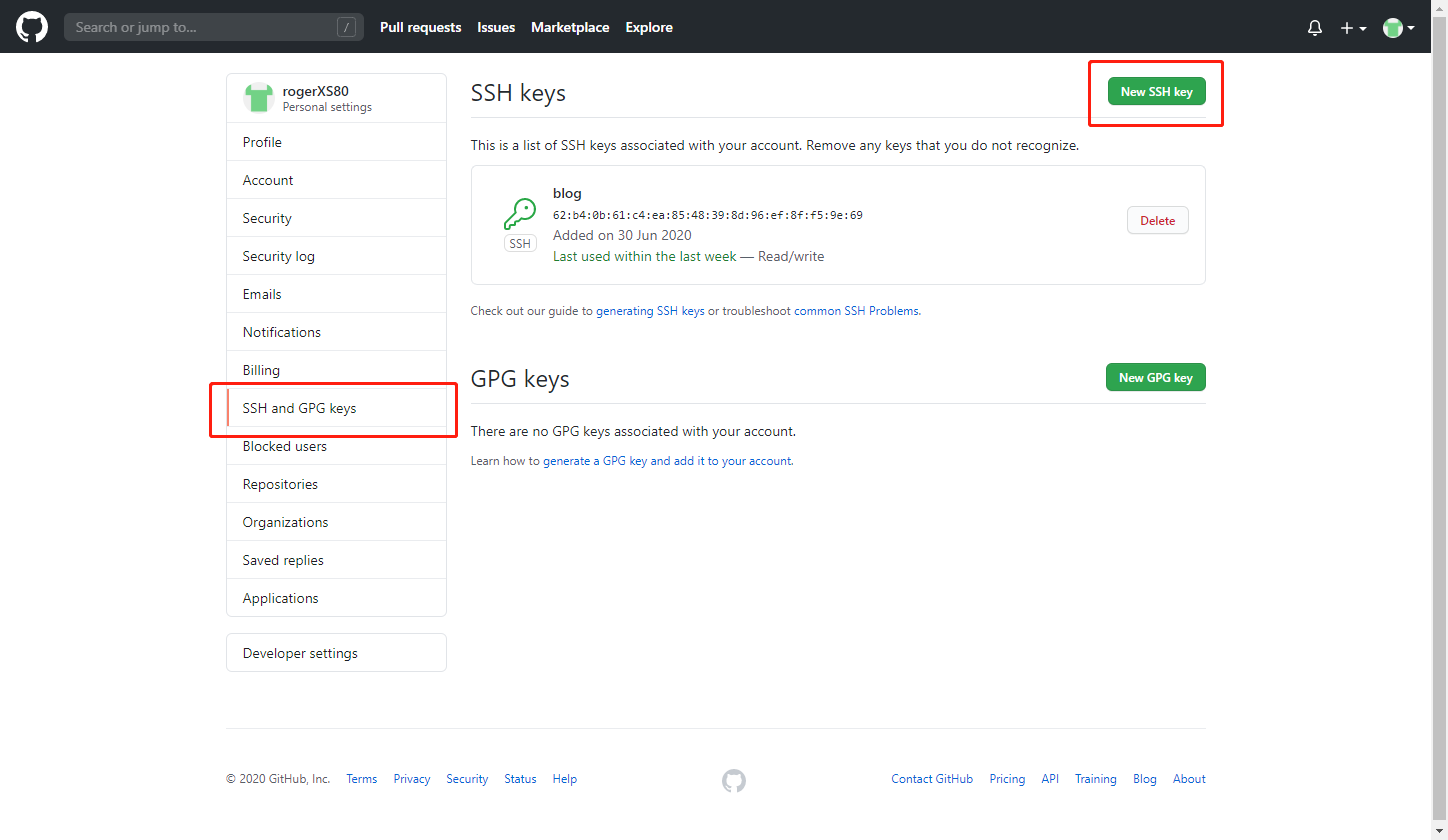 Search or jump to... /
Pull requests Issues Marketplace Explore
rogerXS80
Personal settings
Profile
Account
Security
Security log
Emails
Notifications
Billing
SSH and GPG keys
Blocked users
Repositories
Organizations
Saved replies
Applications
Developer settings
SSH keys
New SSH key
This is a list of SSH keys associated with your account. Remove any keys that you do not recognize.
blog
62:b4:0b:61:c4:ea:85:48:39:8d:96:ef:8f:f5:9e:69
Added on 30 Jun 2020
Last used within the last week — Read/write
SSH
Delete
Check out our guide to generating SSH keys or troubleshoot common SSH Problems.
GPG keys
New GPG key
There are no GPG keys associated with your account.
Learn how to generate a GPG key and add it to your account.
© 2020 GitHub, Inc. Terms Privacy Security Status Help
Contact GitHub Pricing API Training Blog About